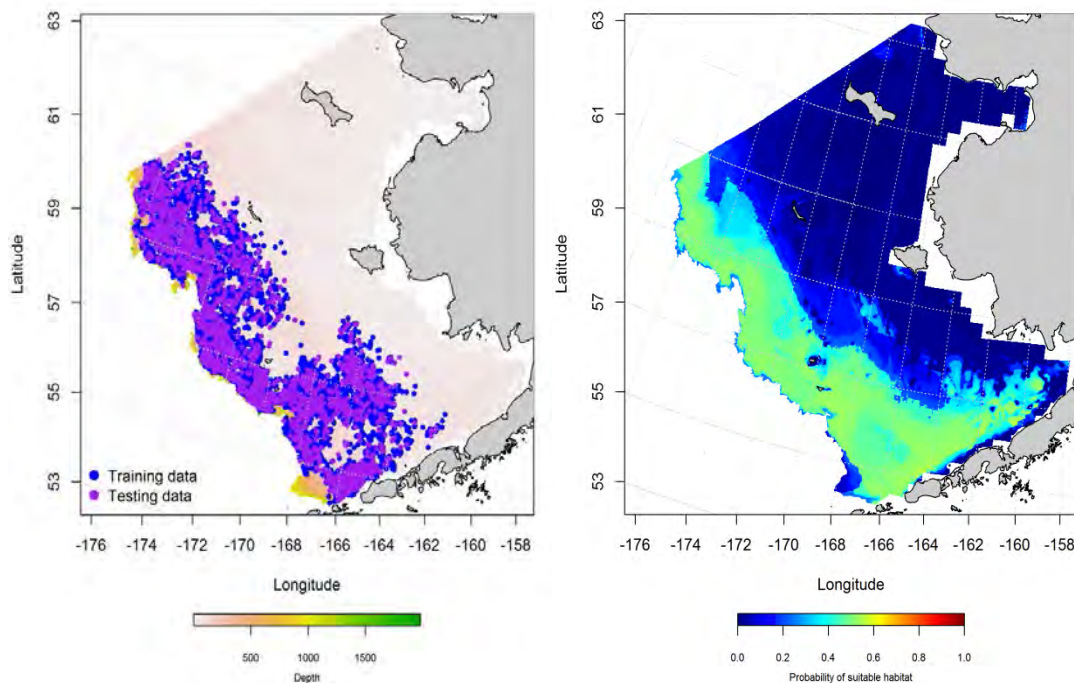 63
61
59
57
55
53
Latitude
Training data
Testing data
-176 -174 -172 -170 -168 -166 -164 -162 -160 -158
Longitude
500 1000 1500
Depth
63
61
59
57
55
53
Latitude
-176 -174 -172 -170 -168 -166 -164 -162 -160 -158
Longitude
0.0 0.2 0.4 0.6 0.8 1.0
Probability of suitable habitat